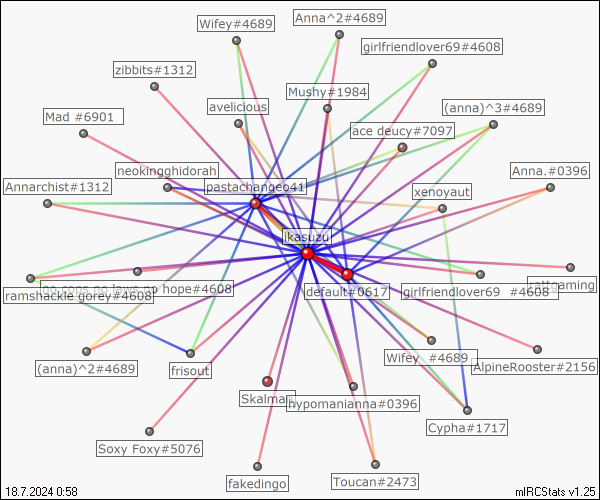 Anna^2#4689
Wifey#4689
girlfriendlover69#4608
zibbits#1312
Mushy#1984
avelicious
(anna)^3#4689
Mad #6901
ace deucy#7097
neokingghidorah
Anna.#0396
Annarchist#1312
pastachangeo41
xenoyaut
ikasuzu
rattgaming
no cops no laws no hope#4608
ramshackle gorey#4608
default#0617
girlfriendlover69 #4608
Wifey #4689
AlpineRooster#2156
(anna)^2#4689
frisout
Skalman
hypomanianna#0396
Cypha#1717
Soxy Foxy#5076
fakedingo
Toucan#2473
18.7.2024 0:58
mIRCStats v1.25